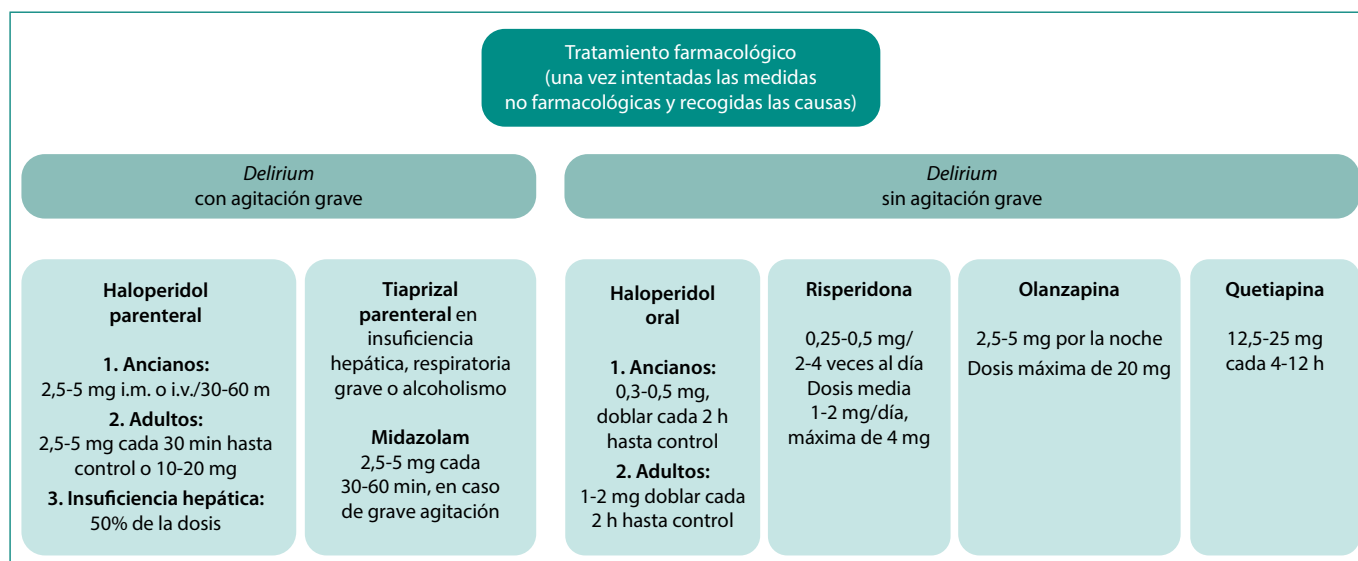 Tratamiento farmacológico
(una vez intentadas las medidas
no farmacológicas y recogidas las causas)
Delirium
con agitación grave
Delirium
sin agitación grave
Haloperidol
parenteral
1. Ancianos:
2,5-5 mg i.m. o i.v./30-60 m
2. Adultos:
2,5-5 mg cada 30 min hasta
control o 10-20 mg
3. Insuficiencia hepática:
50% de la dosis
Tiaprizal
parenteral en
insuficiencia
hepática, respiratoria
grave o alcoholismo
Midazolam
2,5-5 mg cada
30-60 min, en caso
de grave agitación
Haloperidol
oral
1. Ancianos:
0,3-0,5 mg,
doblar cada 2 h
hasta control
2. Adultos:
1-2 mg doblar cada
2 h hasta control
Risperidona
0,25-0,5 mg/
2-4 veces al día
Dosis media
1-2 mg/día,
máxima de 4 mg
Olanzapina
2,5-5 mg por la noche
Dosis máxima de 20 mg
Quetiapina
12,5-25 mg
cada 4-12 h